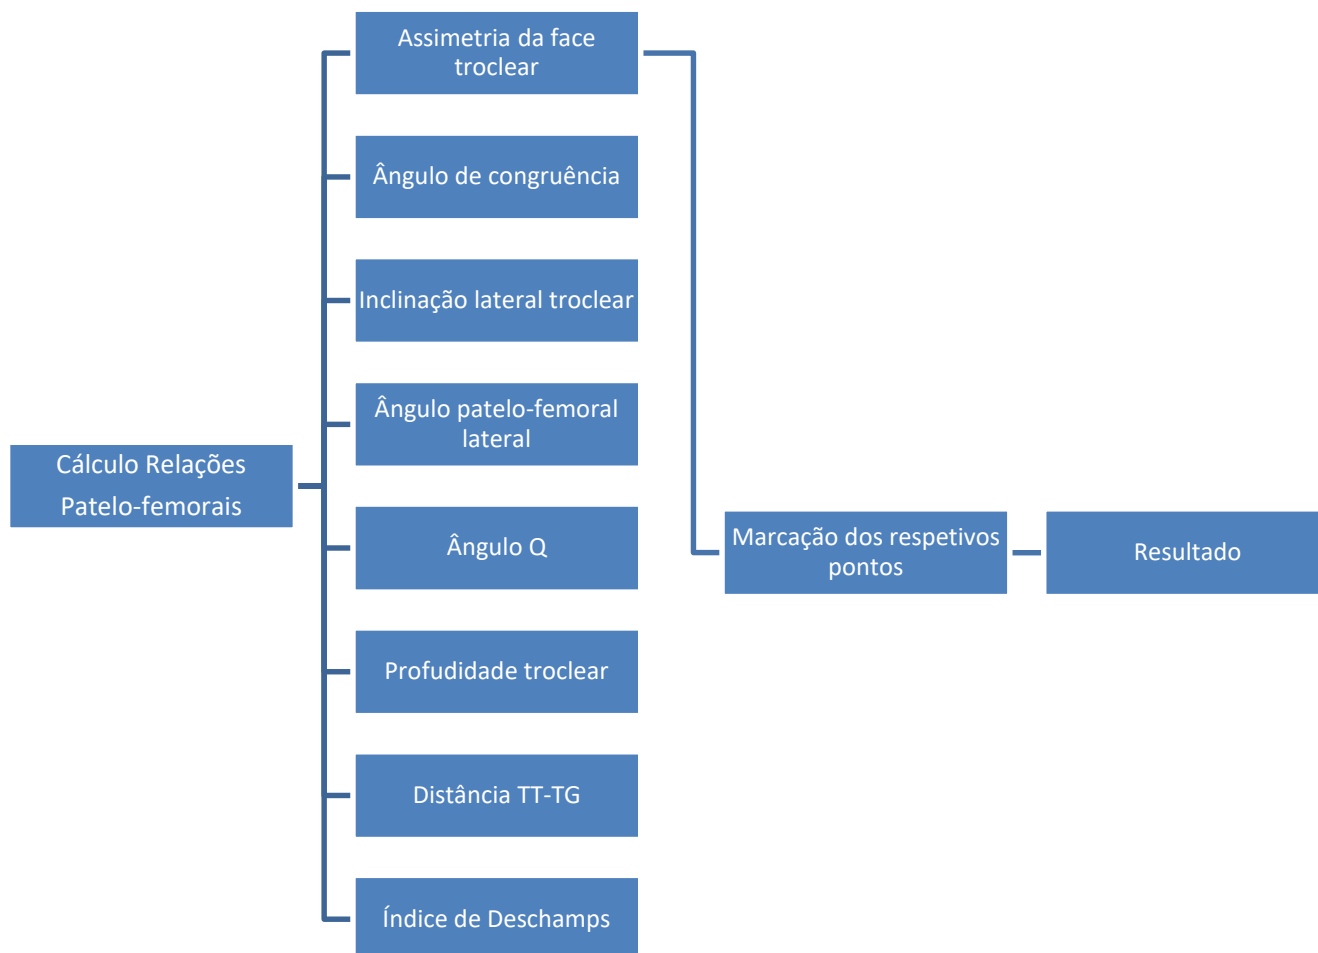 Assimetria da face
troclear
Ângulo de congruência
Inclinação lateral troclear
Ângulo patelo-femoral
lateral
Cálculo Relações
Patelo-femorais
Ângulo Q
Marcação dos respetivos
pontos
Resultado
Profudidade troclear
Distância TT-TG
Índice de Deschamps